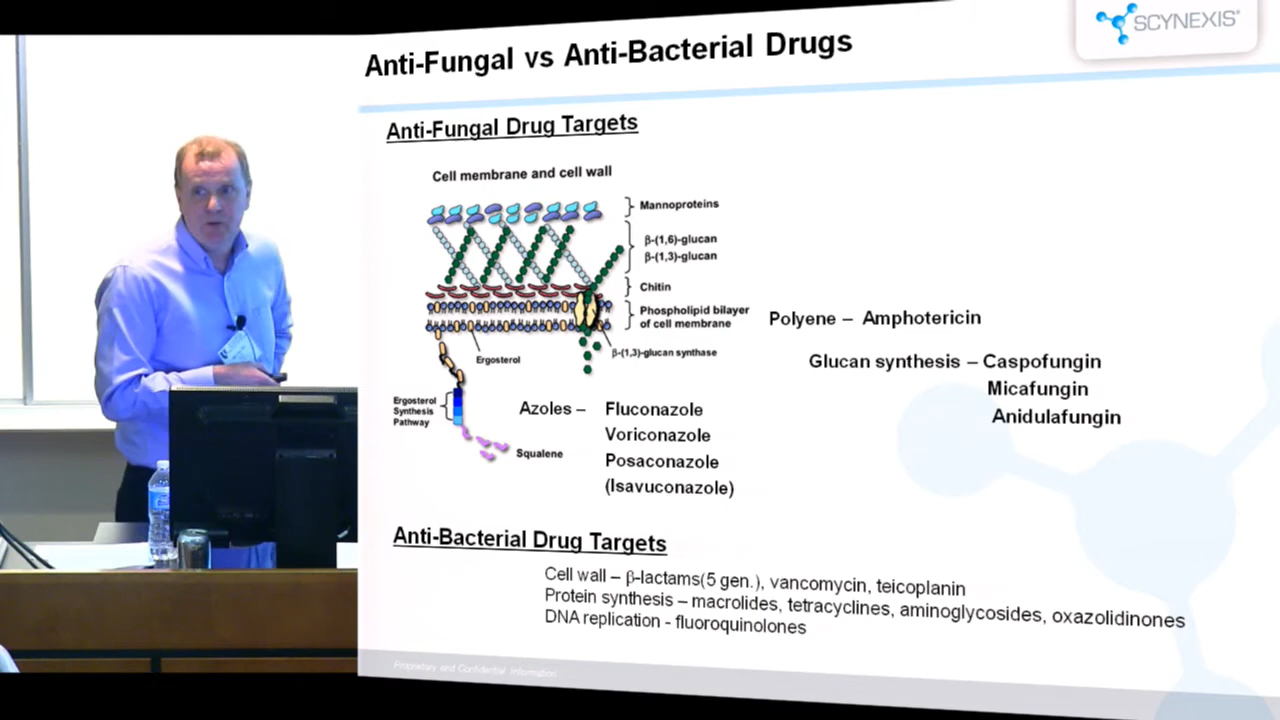 SCYNEXIS®
Anti-Fungal vs Anti-Bacterial Drugs
Anti-Fungal Drug Targets
Cell membrane and cell wall
Mannoproteins
β-(1,6)-glucan
β-(1,3)-glucan
Chitin
Phospholipid bilayer
of cell membrane
Polyene – Amphotericin
β-(1,3)-glucan synthase
Ergosterol
Glucan synthesis – Caspofungin
Micafungin
Anidulafungin
Ergosterol
Synthesis
Pathway
Azoles – Fluconazole
Voriconazole
Posaconazole
(Isavuconazole)
Squalene
Anti-Bacterial Drug Targets
Cell wall – β-lactams(5 gen.), vancomycin, teicoplanin
Protein synthesis – macrolides, tetracyclines, aminoglycosides, oxazolidinones
DNA replication - fluoroquinolones
Proprietary and Confidential Information